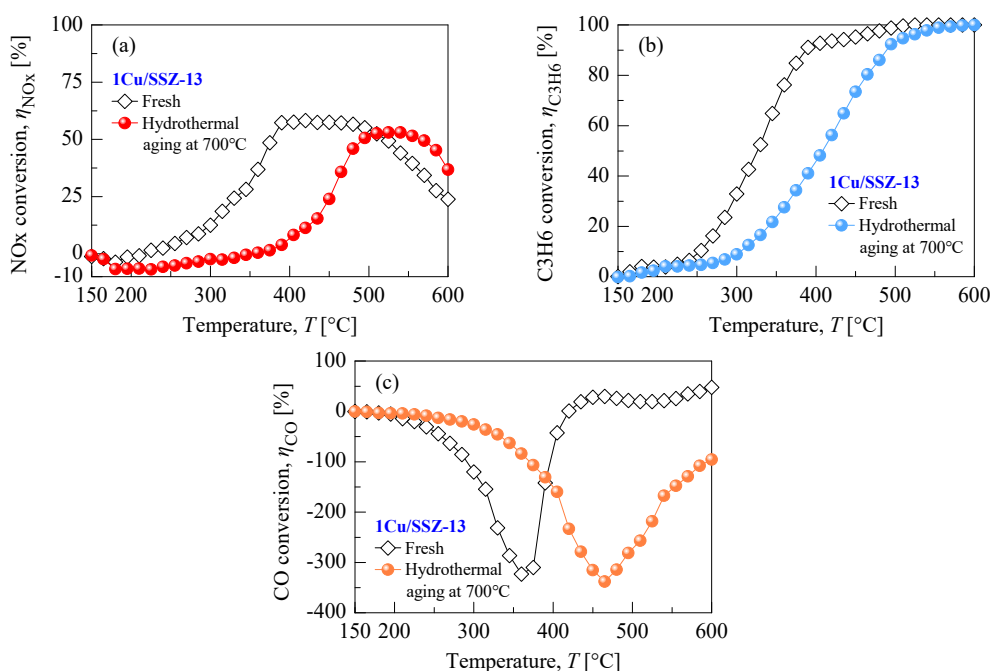 (a)
NOx conversion, ηNOx [%]
100
75
50
25
0
-10
1Cu/SSZ-13
Fresh
Hydrothermal
aging at 700℃
150 200 300 400 500 600
Temperature, T [°C]
(b)
C3H6 conversion, ηC3H6 [%]
100
80
60
40
20
0
1Cu/SSZ-13
Fresh
Hydrothermal
aging at 700℃
150 200 300 400 500 600
Temperature, T [°C]
(c)
CO conversion, ηCO [%]
100
0
-100
-200
-300
-400
1Cu/SSZ-13
Fresh
Hydrothermal
aging at 700℃
150 200 300 400 500 600
Temperature, T [°C]